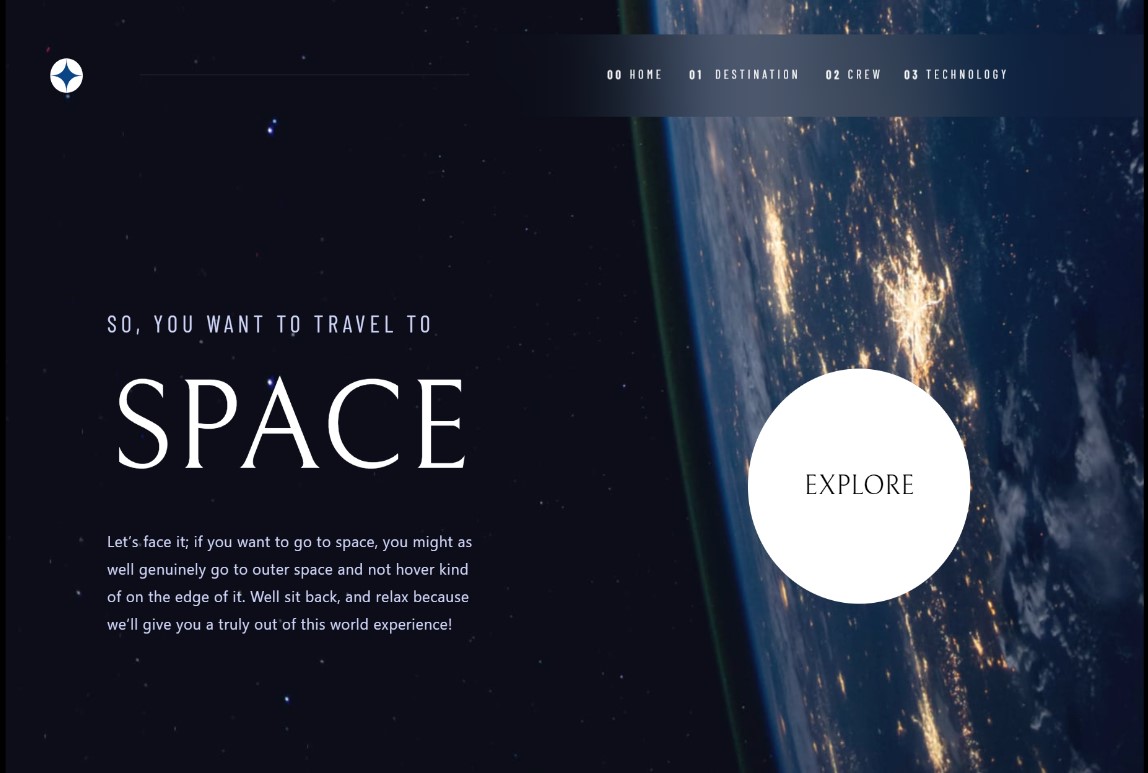 00 HOME 01 DESTINATION 02 CREW 03 TECHNOLOGY
SO, YOU WANT TO TRAVEL TO
SPACE
EXPLORE
Let’s face it; if you want to go to space, you might as
well genuinely go to outer space and not hover kind
of on the edge of it. Well sit back, and relax because
we’ll give you a truly out of this world experience!